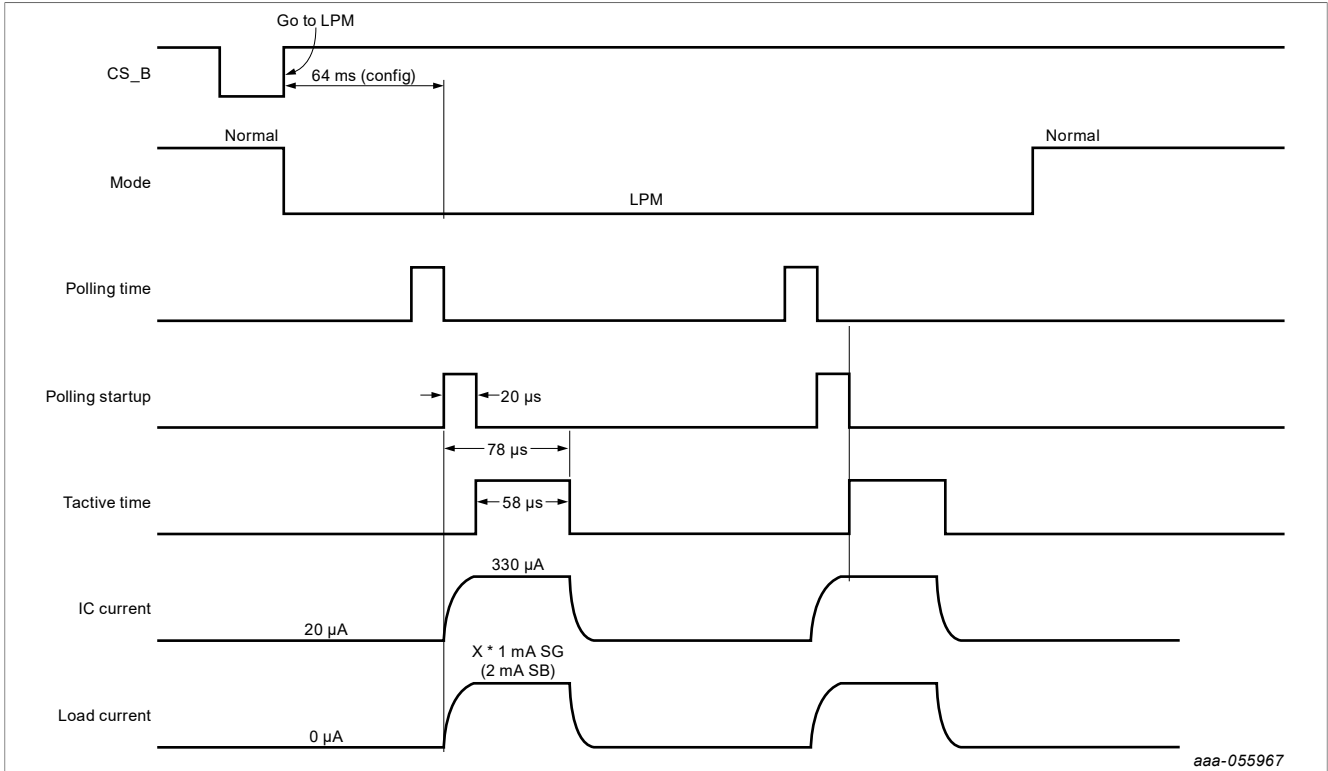 Go to LPM
CS_B
64 ms (config)
Normal
Normal
Mode
LPM
Polling time
Polling startup
20 µs
78 µs
Tactive time
58 µs
330 µA
IC current
20 µA
X * 1 mA SG
(2 mA SB)
Load current
0 µA
aaa-055967